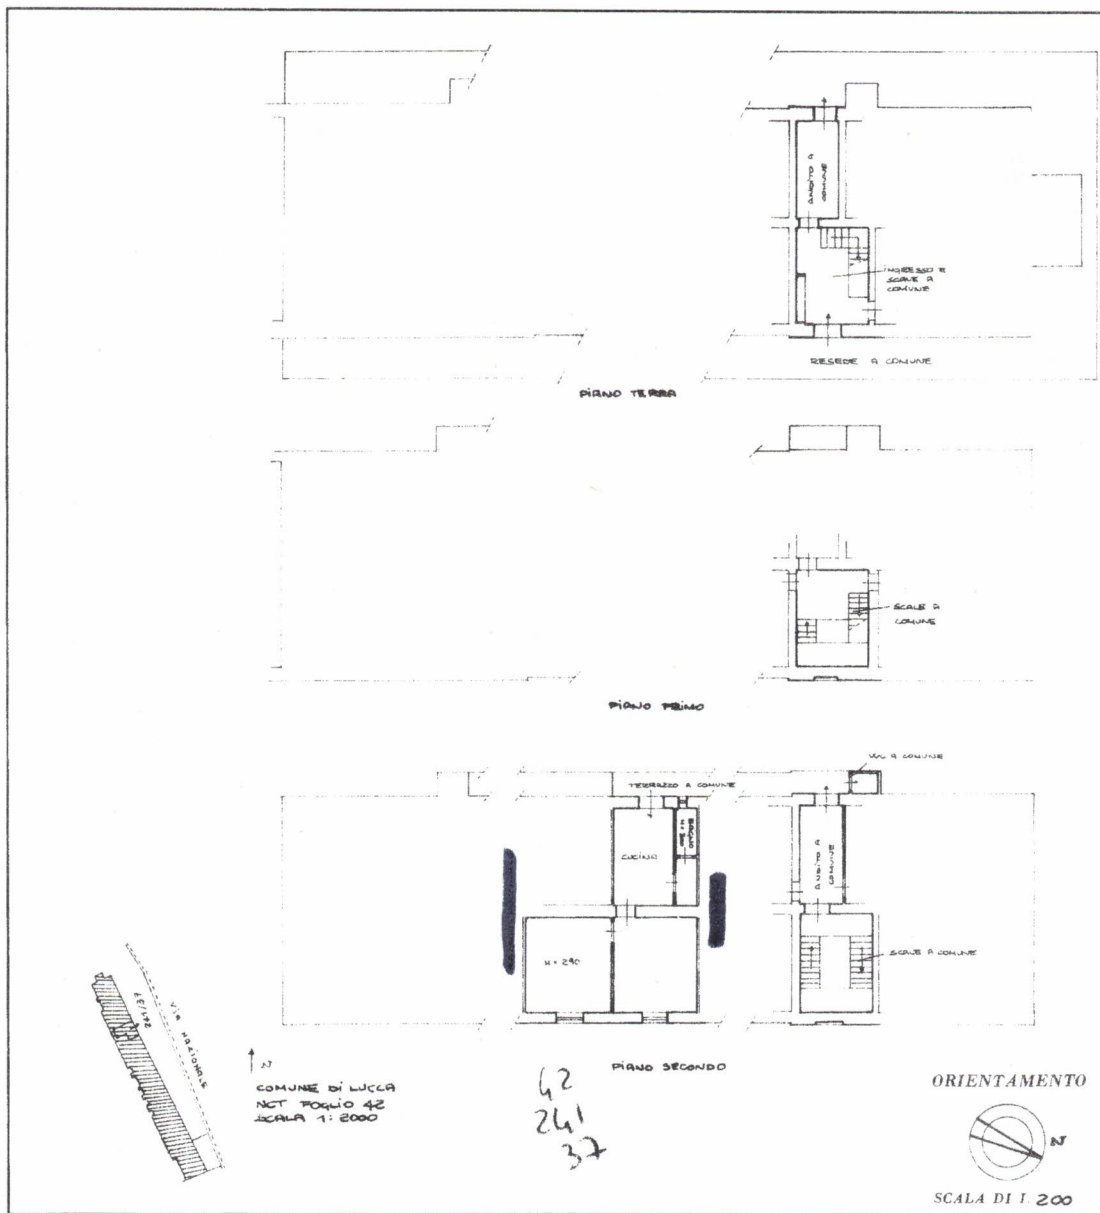 ANDITO A
COMUNE
INGRESSO E
SCALE A
COMUNE
RESEDE A COMUNE
PIANO TERRA
SCALE A
COMUNE
PIANO PRIMO
WC A COMUNE
TERRAZZO A COMUNE
BAGNO
CUCINA
ANDITO A
COMUNE
H = 290
SCALE A COMUNE
PIANO SECONDO
241/37
VIA NAZIONALE
N
COMUNE DI LUCCA
NCT FOGLIO 42
SCALA 1: 2000
42
241
37
ORIENTAMENTO
N
SCALA DI 1: 200